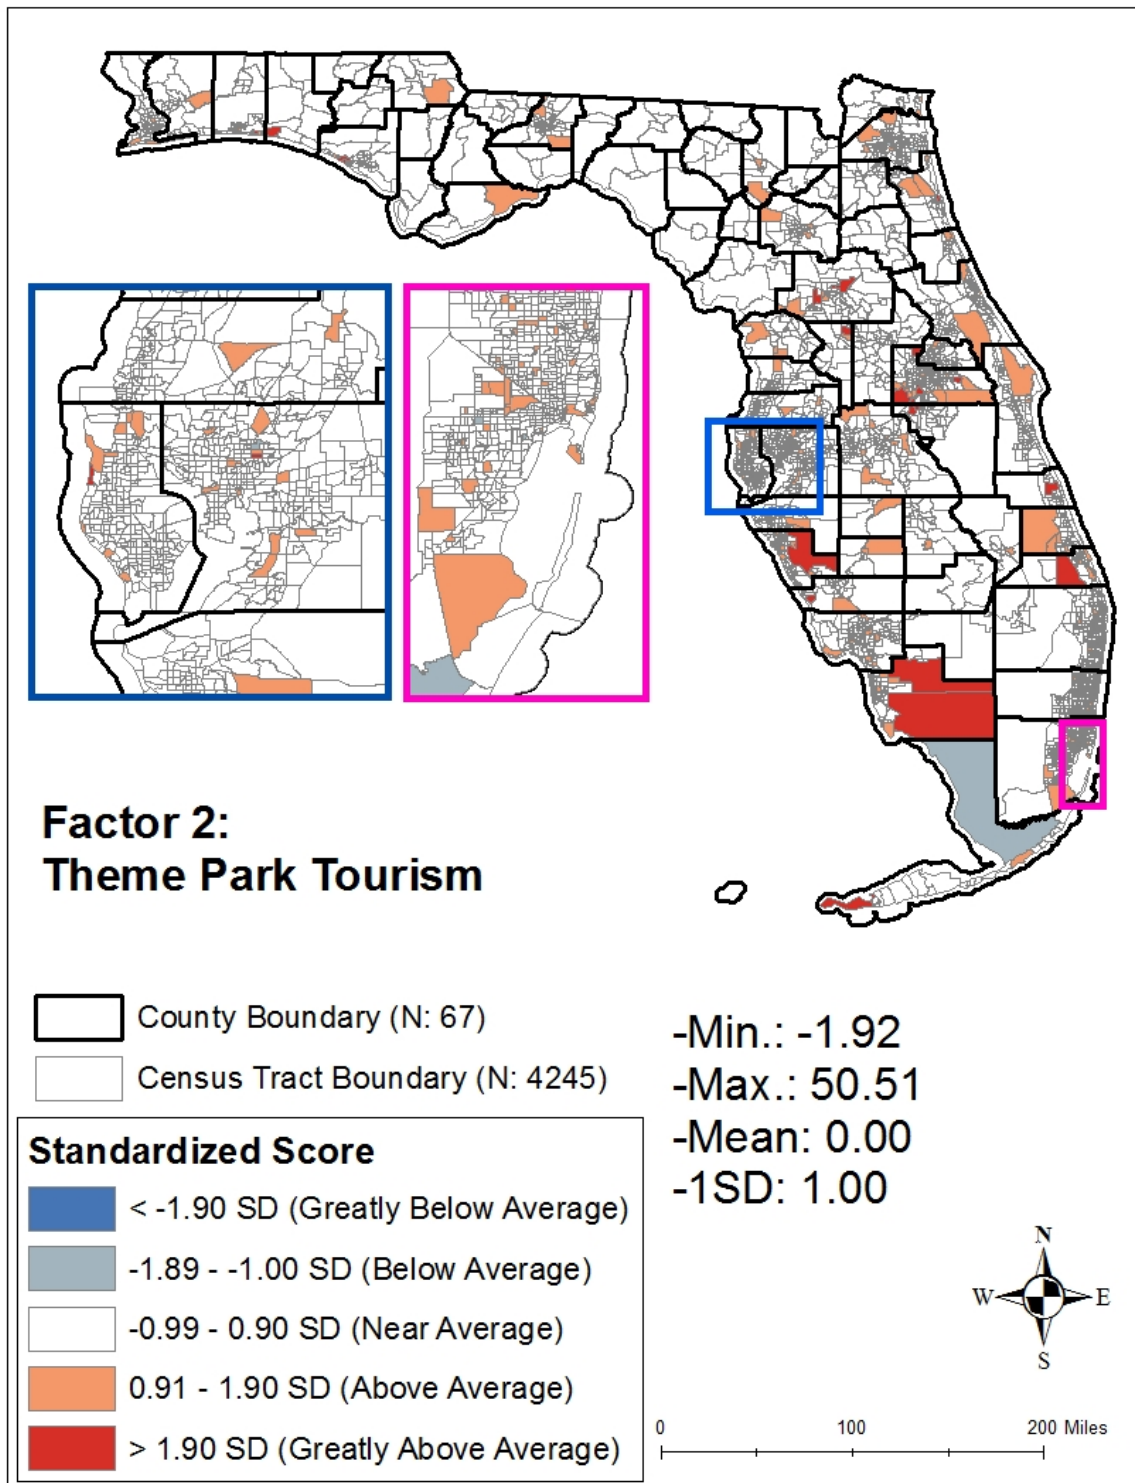 Factor 2:
Theme Park Tourism
County Boundary (N: 67)
Census Tract Boundary (N: 4245)
Standardized Score
< -1.90 SD (Greatly Below Average)
-1.89 - -1.00 SD (Below Average)
-0.99 - 0.90 SD (Near Average)
0.91 - 1.90 SD (Above Average)
> 1.90 SD (Greatly Above Average)
-Min.: -1.92
-Max.: 50.51
-Mean: 0.00
-1SD: 1.00
N
W E
S
0 100 200 Miles